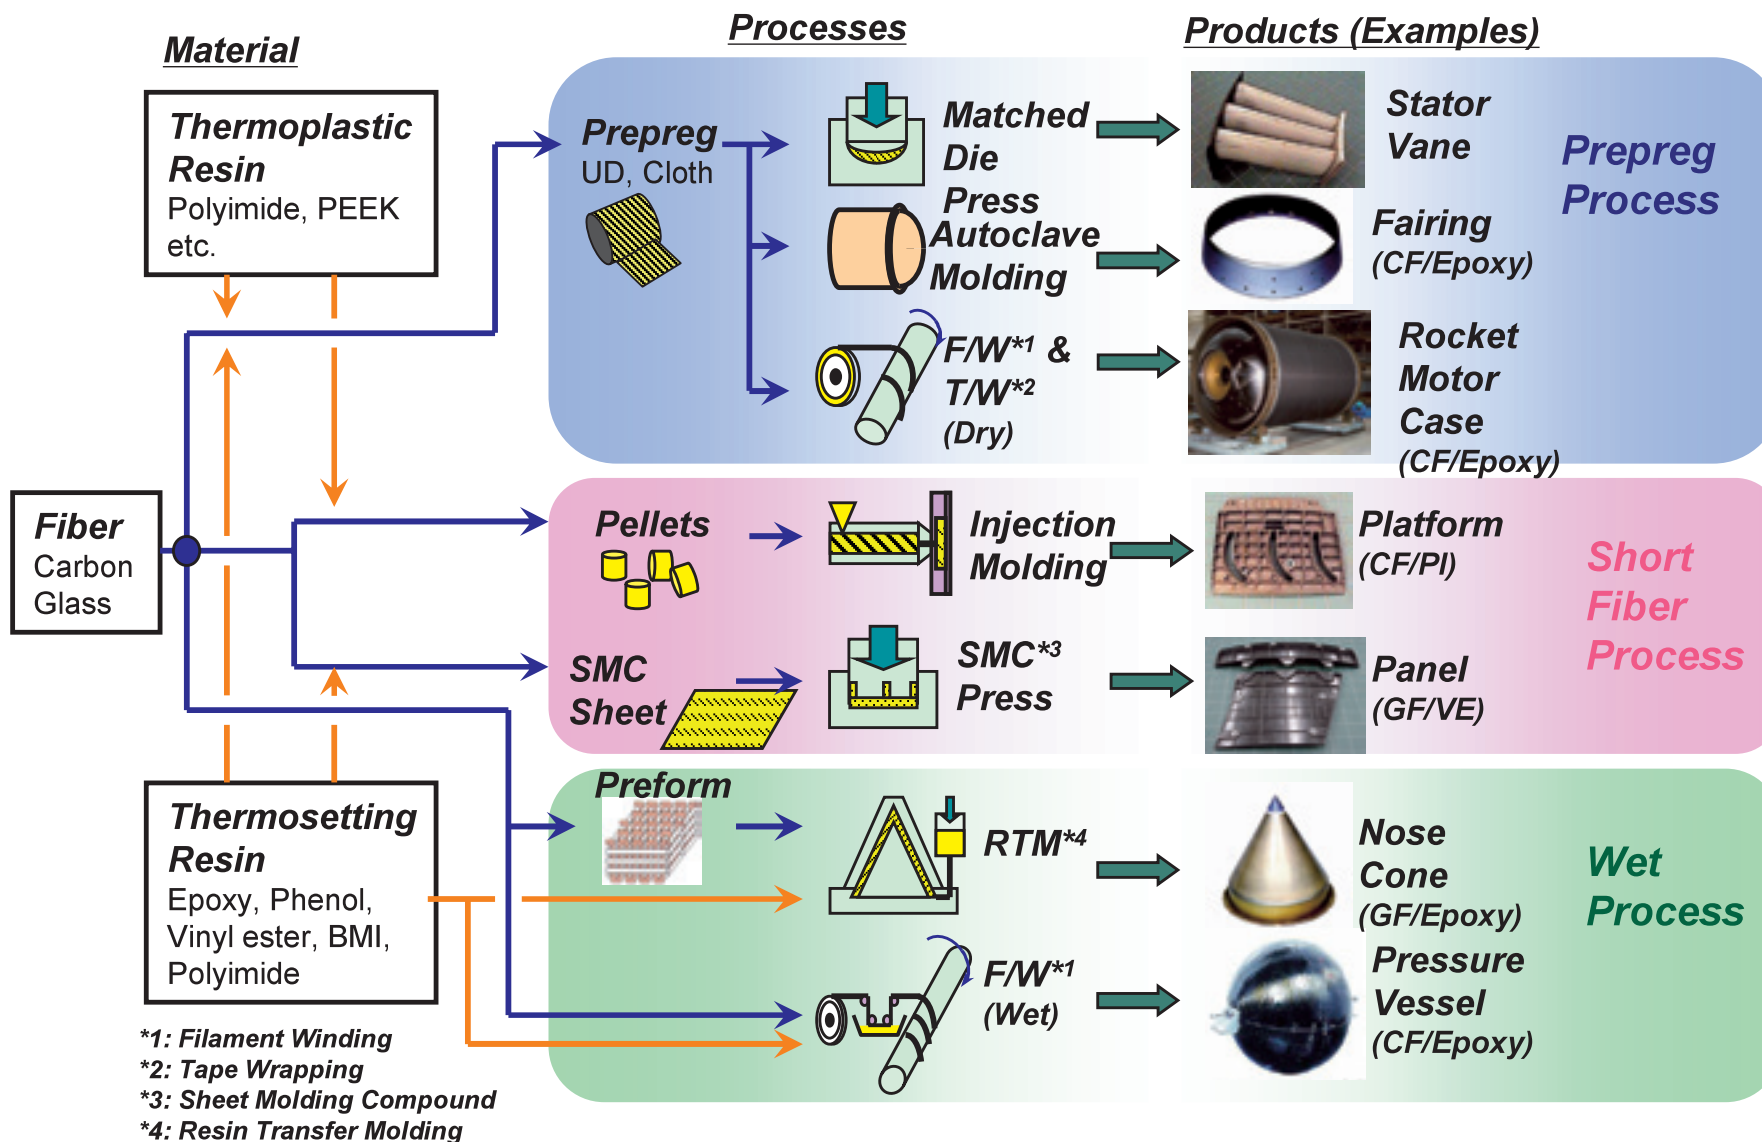 Material
Processes
Products (Examples)
Thermoplastic
Resin
Polyimide, PEEK
etc.
Fiber
Carbon
Glass
Thermosetting
Resin
Epoxy, Phenol,
Vinyl ester, BMI,
Polyimide
*1: Filament Winding
*2: Tape Wrapping
*3: Sheet Molding Compound
*4: Resin Transfer Molding
Prepreg
UD, Cloth
Matched
Die
Press
Stator
Vane
Prepreg
Process
Autoclave
Molding
Fairing
(CF/Epoxy)
F/W*1 &
T/W*2
(Dry)
Rocket
Motor
Case
(CF/Epoxy)
Pellets
Injection
Molding
Platform
(CF/PI)
Short
Fiber
Process
SMC
Sheet
SMC*3
Press
Panel
(GF/VE)
Preform
RTM*4
Nose
Cone
(GF/Epoxy)
Wet
Process
F/W*1
(Wet)
Pressure
Vessel
(CF/Epoxy)